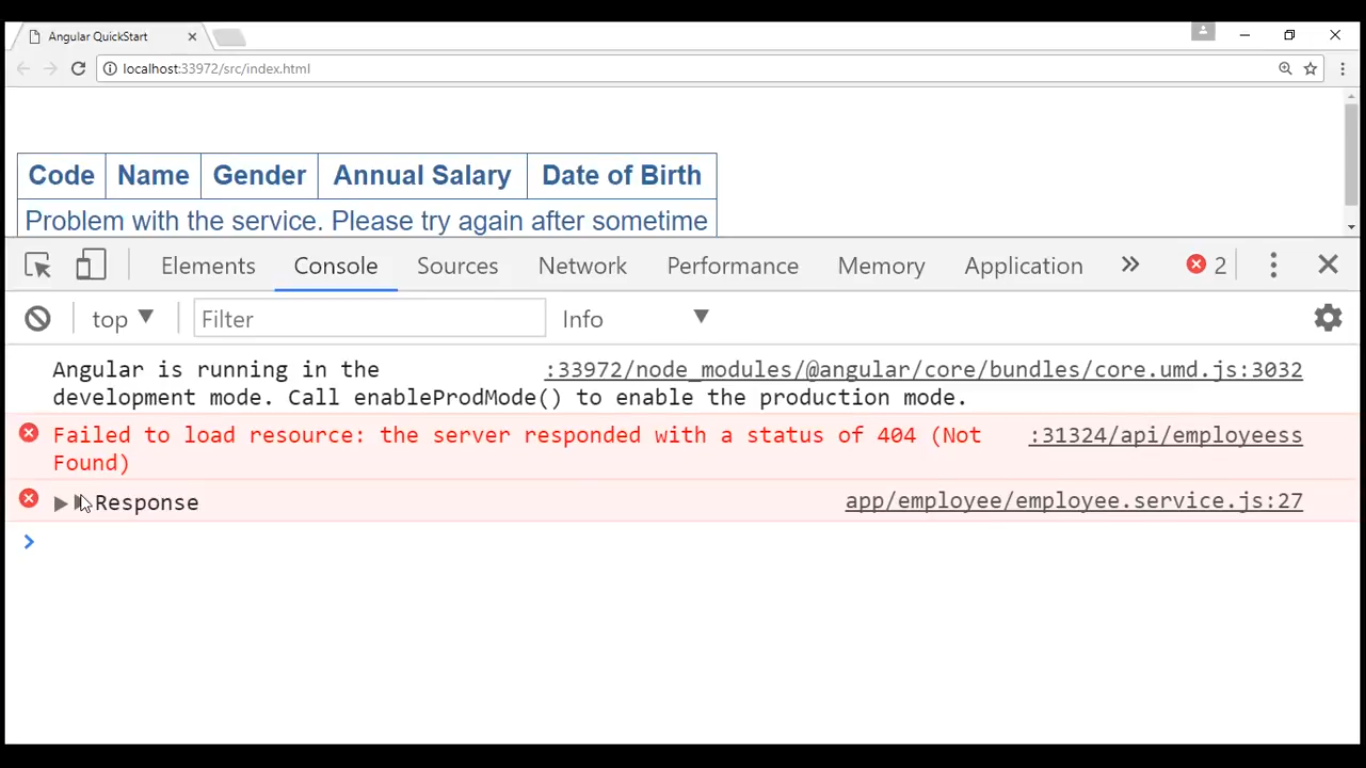 Angular QuickStart
localhost:33972/src/index.html
Code Name Gender Annual Salary Date of Birth
Problem with the service. Please try again after sometime
Elements Console Sources Network Performance Memory Application 2
top Filter Info
Angular is running in the :33972/node_modules/@angular/core/bundles/core.umd.js:3032
development mode. Call enableProdMode() to enable the production mode.
Failed to load resource: the server responded with a status of 404 (Not :31324/api/employeess
Found)
Response app/employee/employee.service.js:27